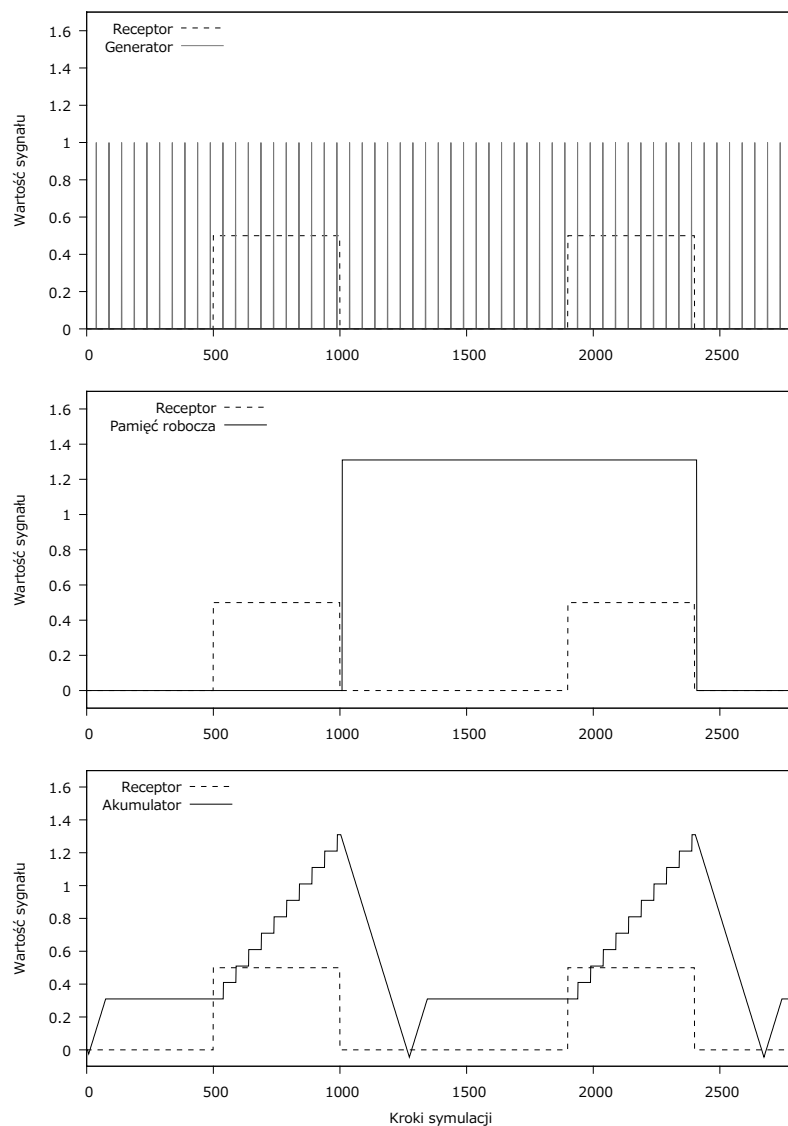 Receptor
Generator
1.6
1.4
1.2
1
0.8
0.6
0.4
0.2
0
Wartość sygnału
0 500 1000 1500 2000 2500
Receptor
Pamięć robocza
1.6
1.4
1.2
1
0.8
0.6
0.4
0.2
0
Wartość sygnału
0 500 1000 1500 2000 2500
Receptor
Akumulator
1.6
1.4
1.2
1
0.8
0.6
0.4
0.2
0
Wartość sygnału
0 500 1000 1500 2000 2500
Kroki symulacji